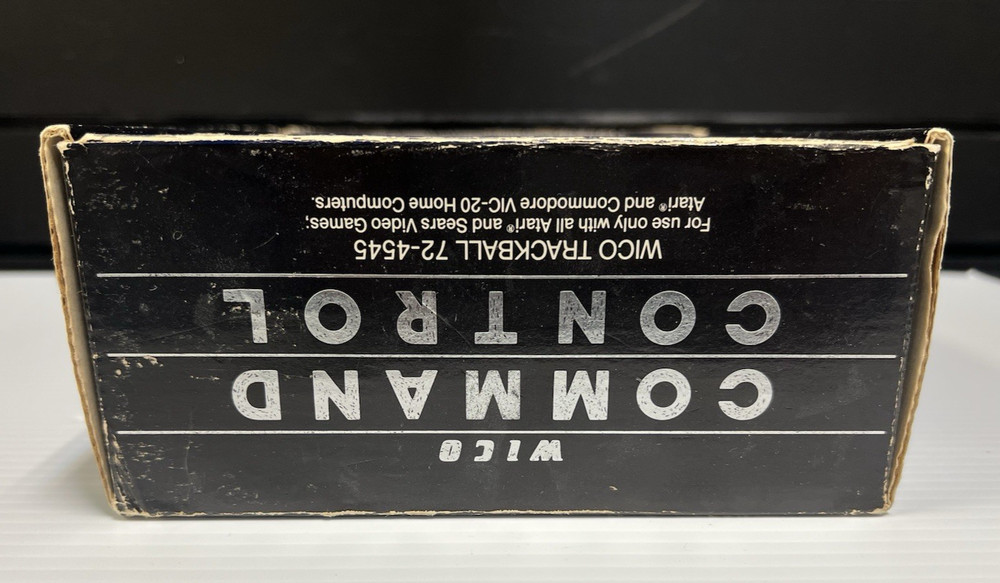 WICO
COMMAND
CONTROL
WICO TRACKBALL 72-4545
For use only with all Atari® and Sears Video Games;
Atari® and Commodore VIC-20 Home Computers.